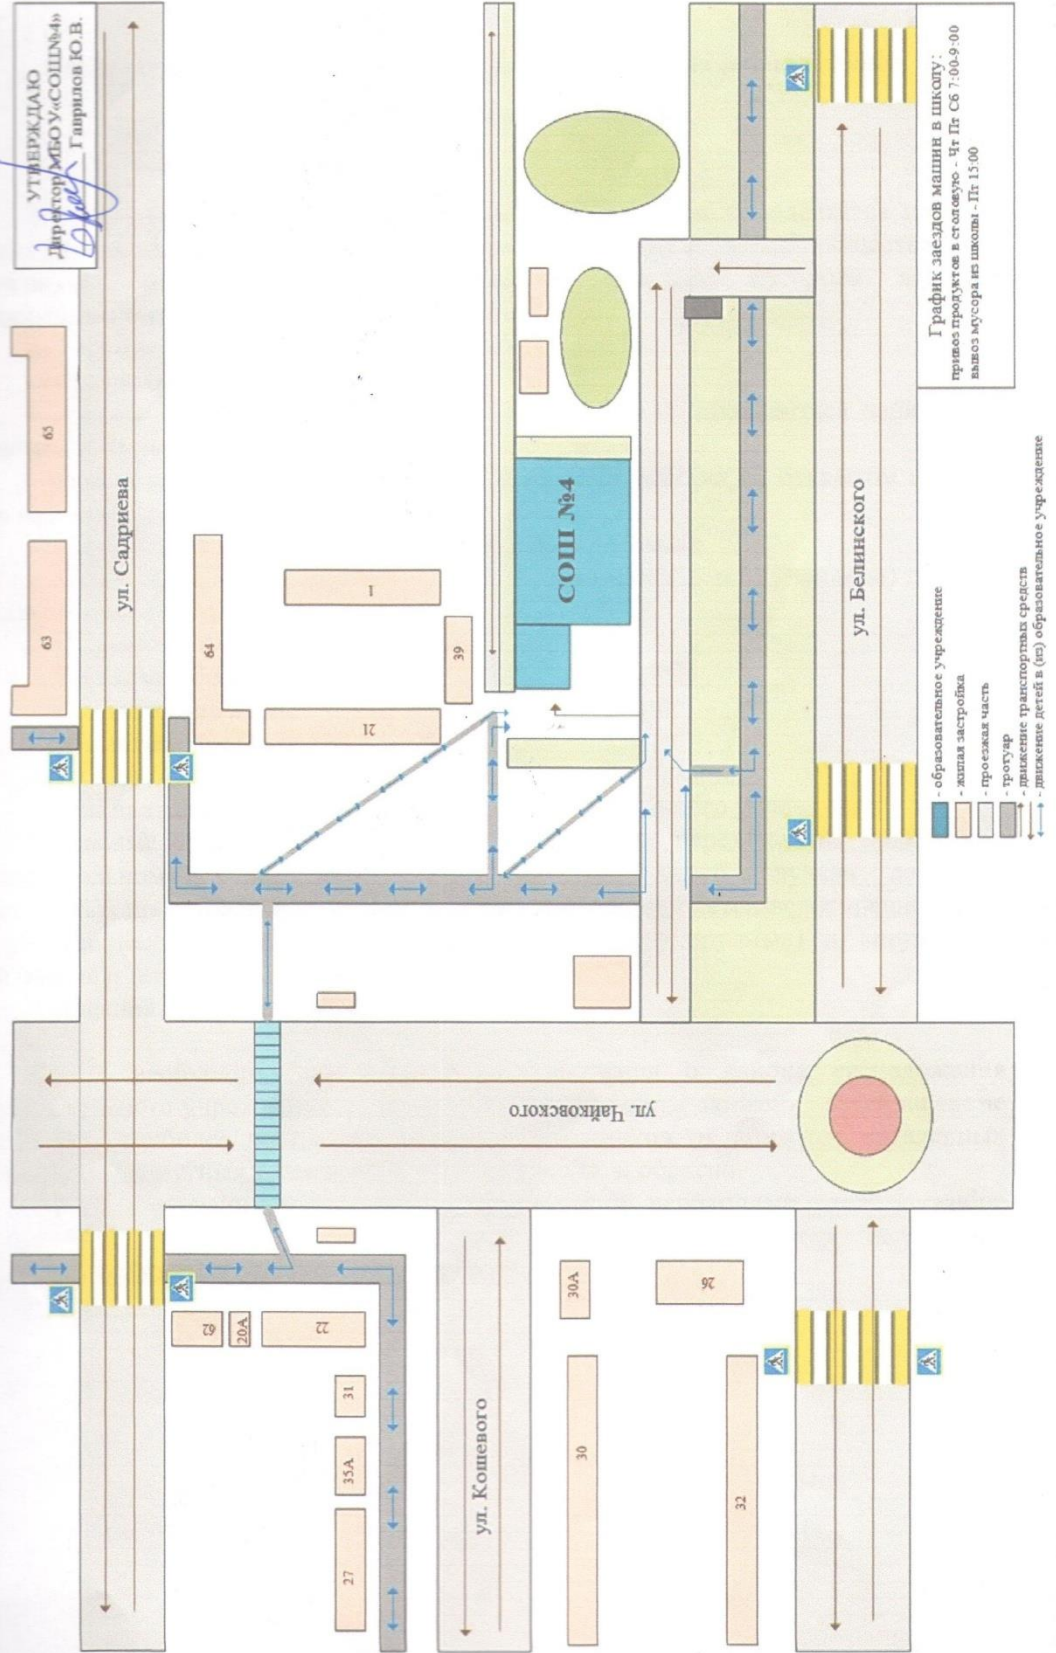 УТВЕРЖДАЮ
Директор МБОУ«СОШ№4»
Гаврилов Ю.В.
65
63
ул. Садриева
64
1
39
21
СОШ №4
ул. Белинского
График заездов машин в школу:
привоз продуктов в столовую - Чт Пт Сб 7:00-9:00
вывоз мусора из школы - Пт 15:00
- образовательное учреждение
- жилая застройка
- проезжая часть
- тротуар
- движение транспортных средств
- движение детей в (из) образовательное учреждение
ул. Чайковского
62
20А
22
31
35А
27
ул. Кошевого
30А
26
30
32